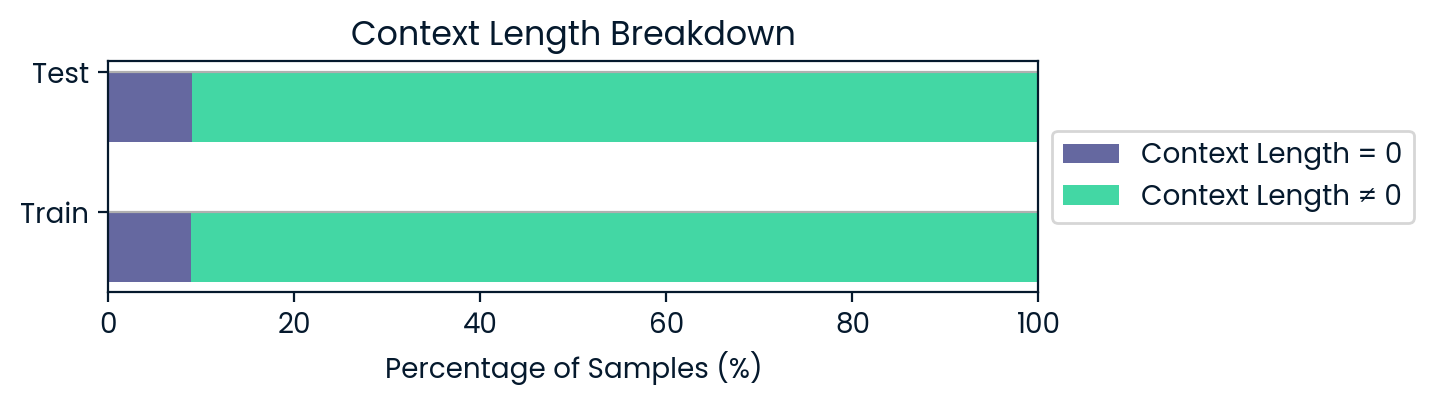 Context Length Breakdown
Test
Train
Context Length = 0
Context Length ≠ 0
0 20 40 60 80 100
Percentage of Samples (%)